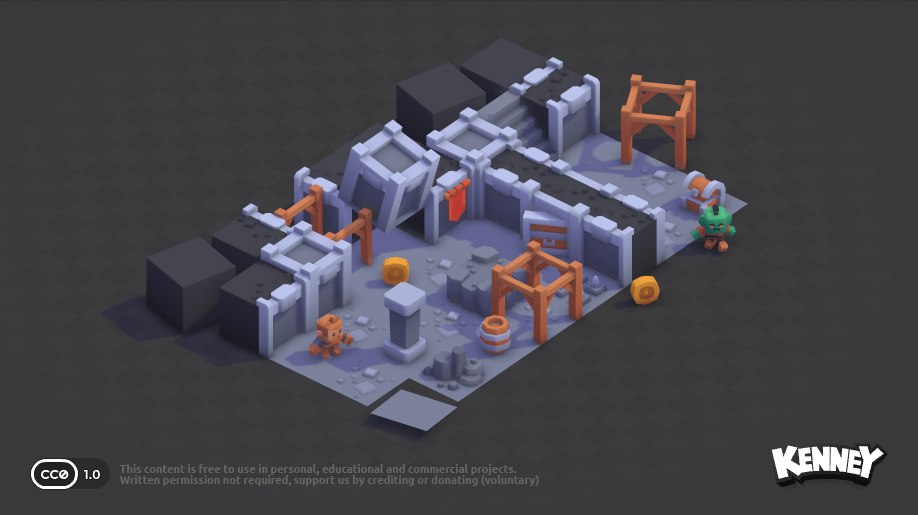 CC0 1.0
This content is free to use in personal, educational and commercial projects.
Written permission not required, support us by crediting or donating (voluntary)
KENNEY